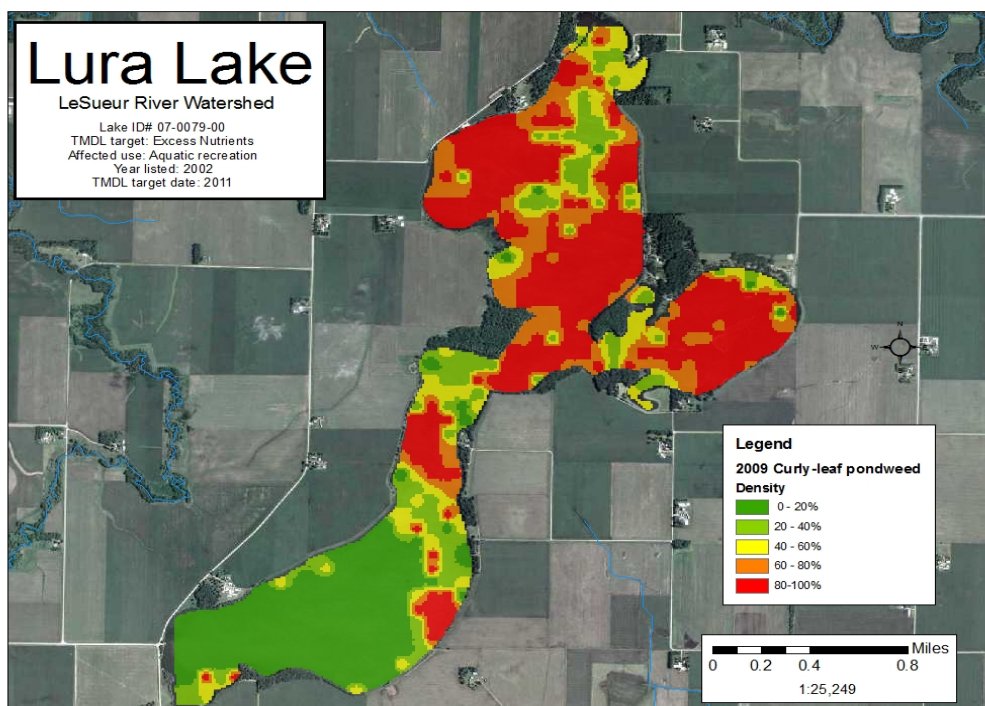 Lura Lake
LeSueur River Watershed
Lake ID# 07-0079-00
TMDL target: Excess Nutrients
Affected use: Aquatic recreation
Year listed: 2002
TMDL target date: 2011
N
W
S
Legend
2009 Curly-leaf pondweed
Density
0 - 20%
20 - 40%
40 - 60%
60 - 80%
80-100%
Miles
0 0.2 0.4 0.8
1:25,249